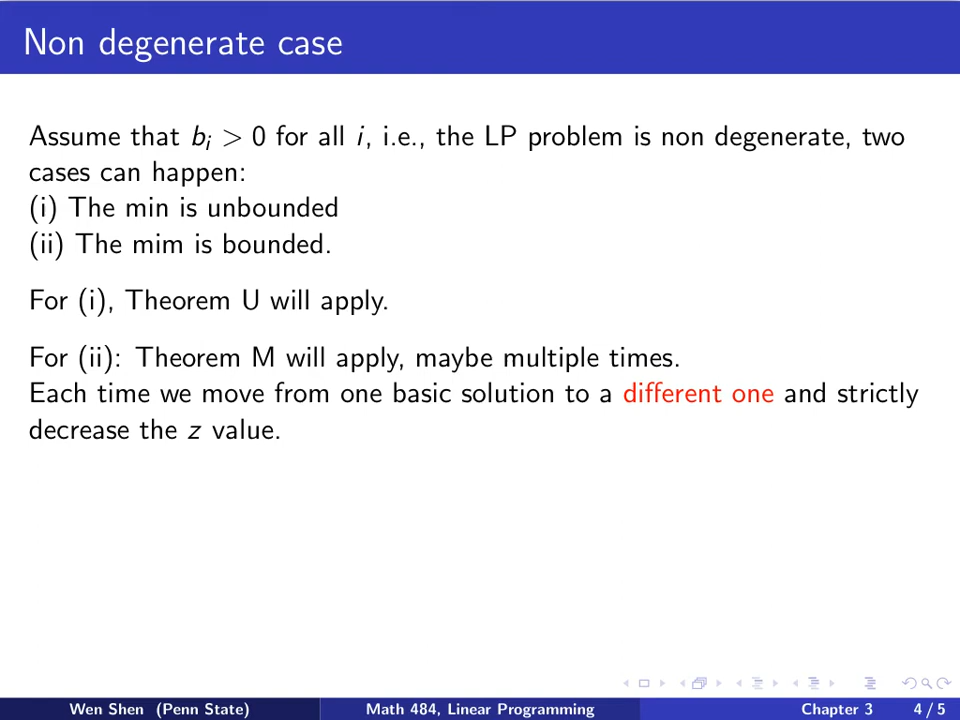 Non degenerate case
Assume that bᵢ > 0 for all i, i.e., the LP problem is non degenerate, two
cases can happen:
(i) The min is unbounded
(ii) The mim is bounded.
For (i), Theorem U will apply.
For (ii): Theorem M will apply, maybe multiple times.
Each time we move from one basic solution to a different one and strictly
decrease the z value.
Wen Shen (Penn State)
Math 484, Linear Programming
Chapter 3
4 / 5